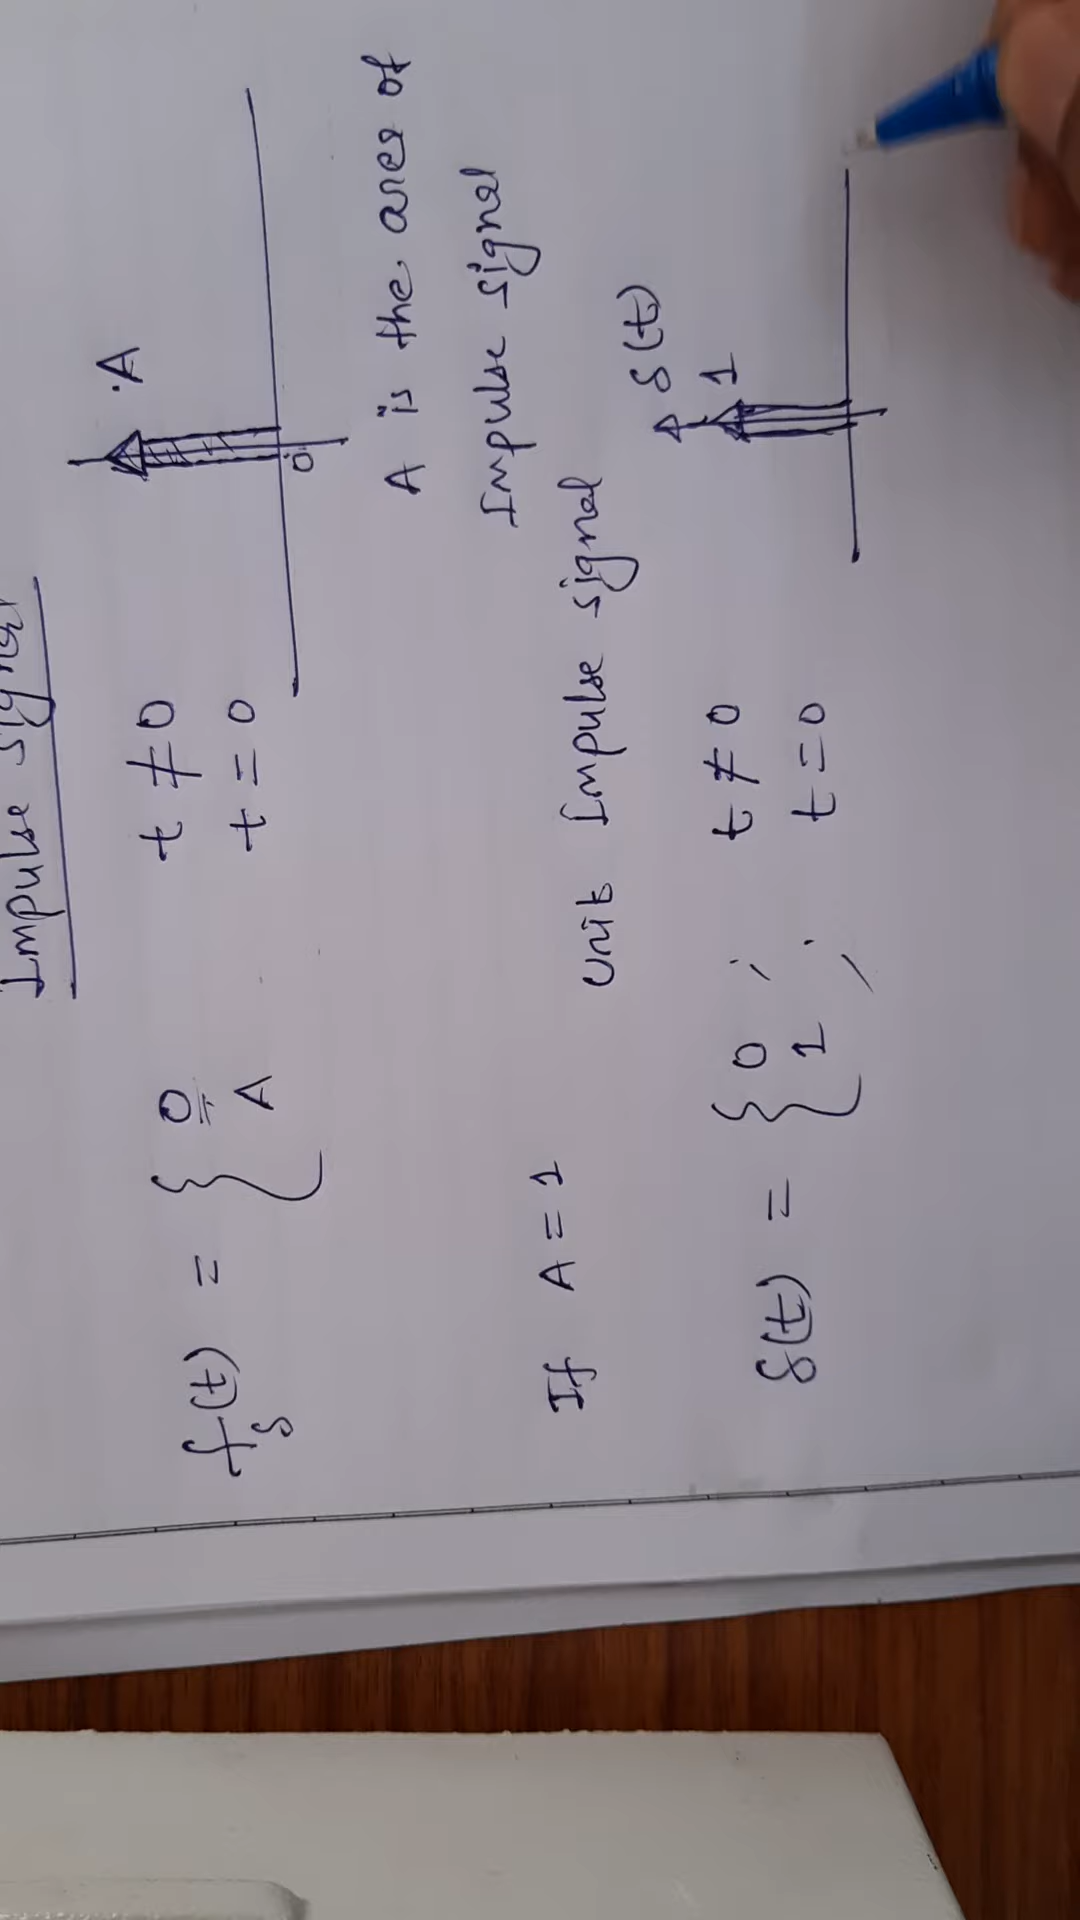 Impulse signal
f_δ(t) = { 0 t ≠ 0
A t = 0
A
0
A is the area of
Impulse signal
If A = 1 Unit Impulse signal
δ(t) = { 0 ; t ≠ 0
1 ; t = 0
δ(t)
1